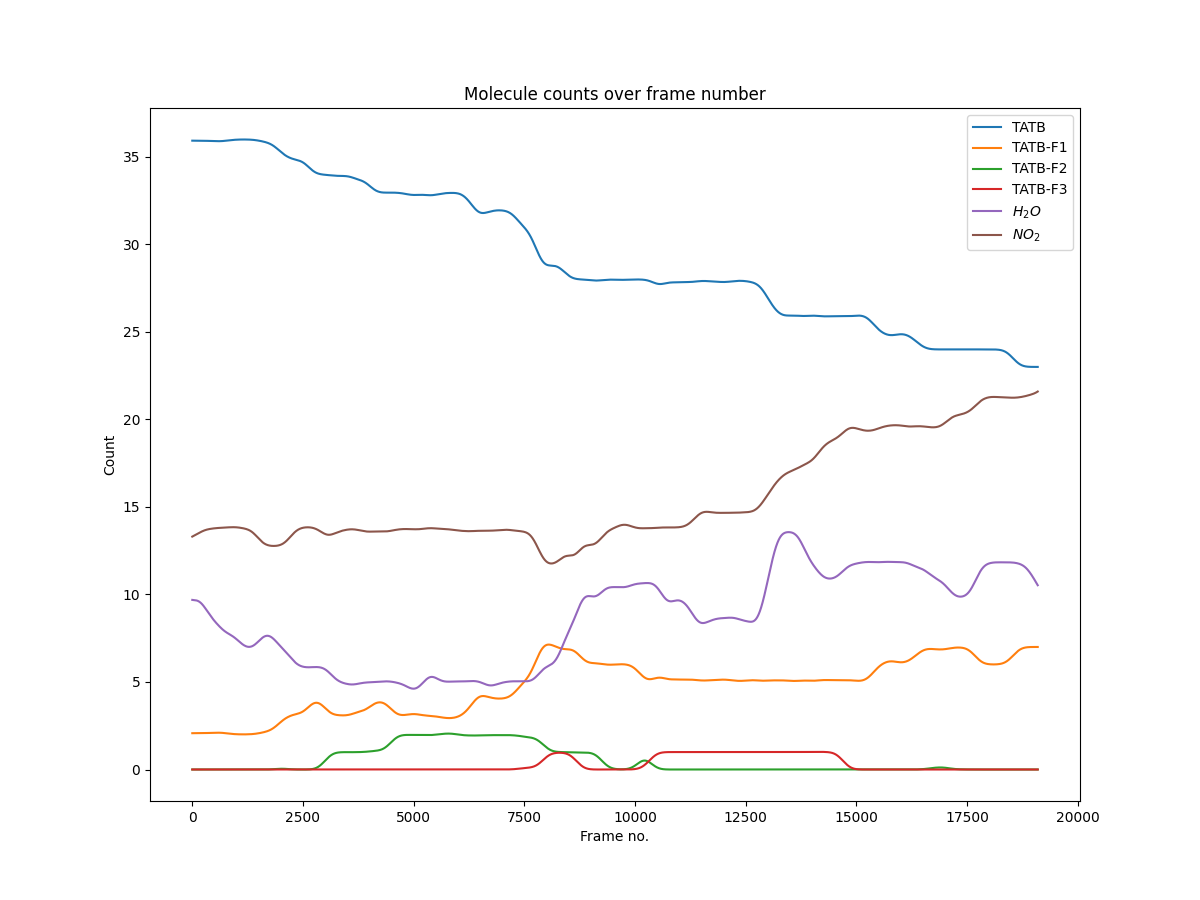 Molecule counts over frame number
TATB
TATB-F1
TATB-F2
TATB-F3
H₂O
NO₂
35
30
25
20
15
10
5
0
Count
0 2500 5000 7500 10000 12500 15000 17500 20000
Frame no.